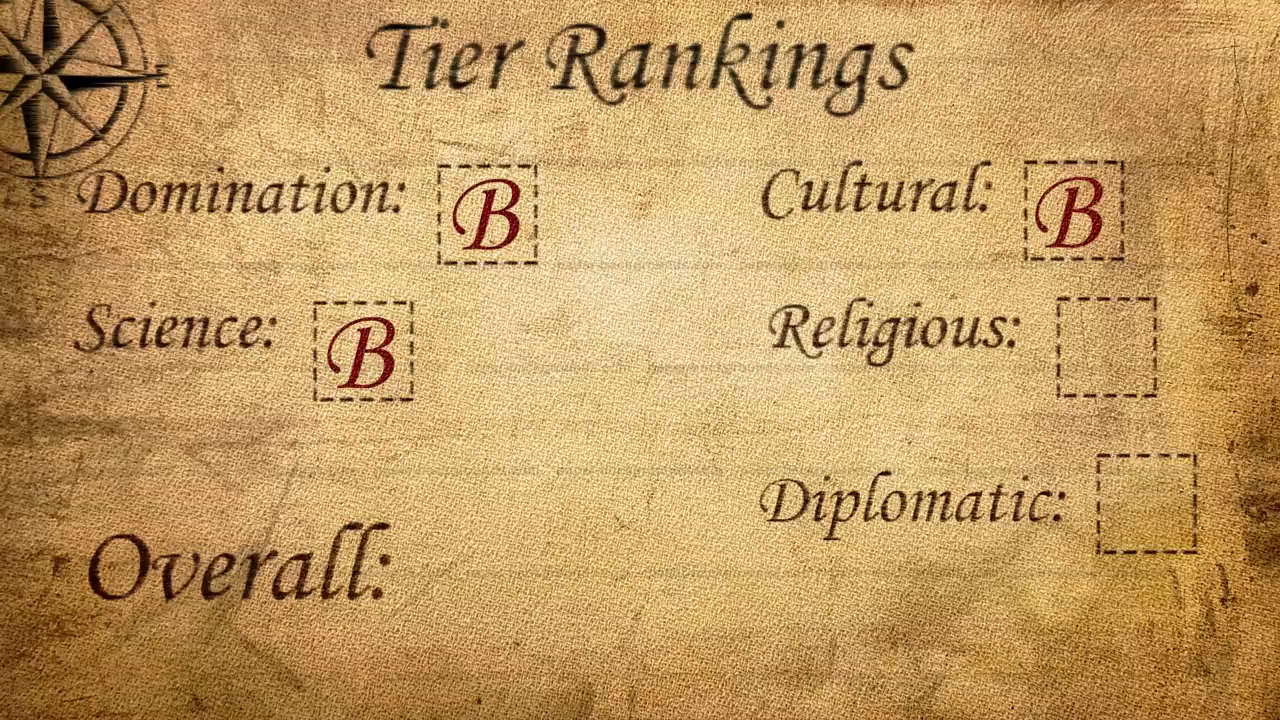 Tier Rankings
E
S
Domination: B
Cultural: B
Science: B
Religious:
Diplomatic:
Overall: